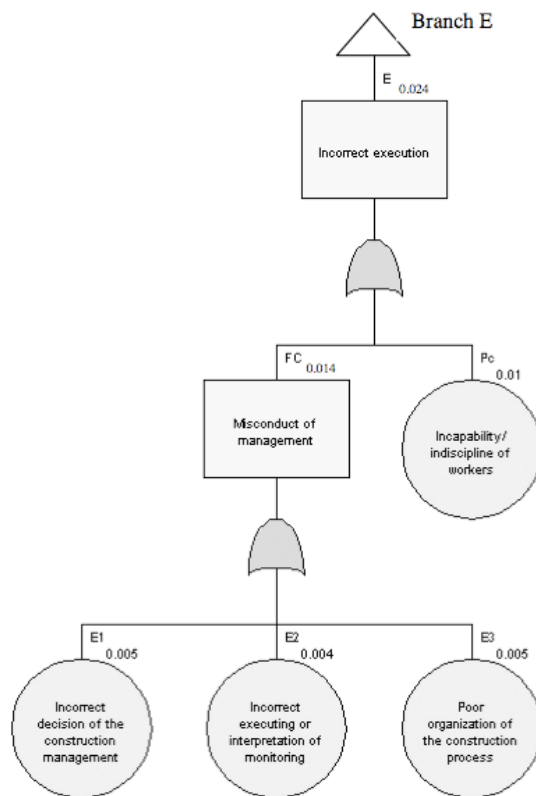 Branch E
E
0.024
Incorrect execution
FC
0.014
Pc
0.01
Misconduct of
management
Incapability/
indiscipline of
workers
E1
0.005
E2
0.004
E3
0.005
Incorrect
decision of the
construction
management
Incorrect
executing or
interpretation of
monitoring
Poor
organization of
the construction
process